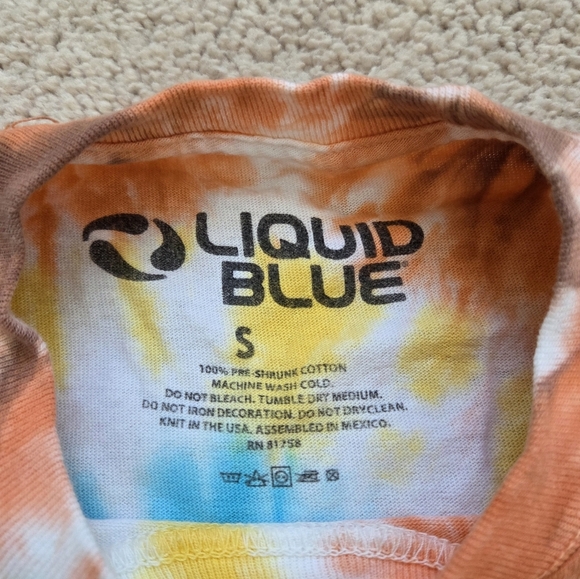 LIQUID
BLUE
S
100% PRE-SHRUNK COTTON
MACHINE WASH COLD.
DO NOT BLEACH. TUMBLE DRY MEDIUM.
DO NOT IRON DECORATION. DO NOT DRYCLEAN.
KNIT IN THE USA. ASSEMBLED IN MEXICO.
RN 81758